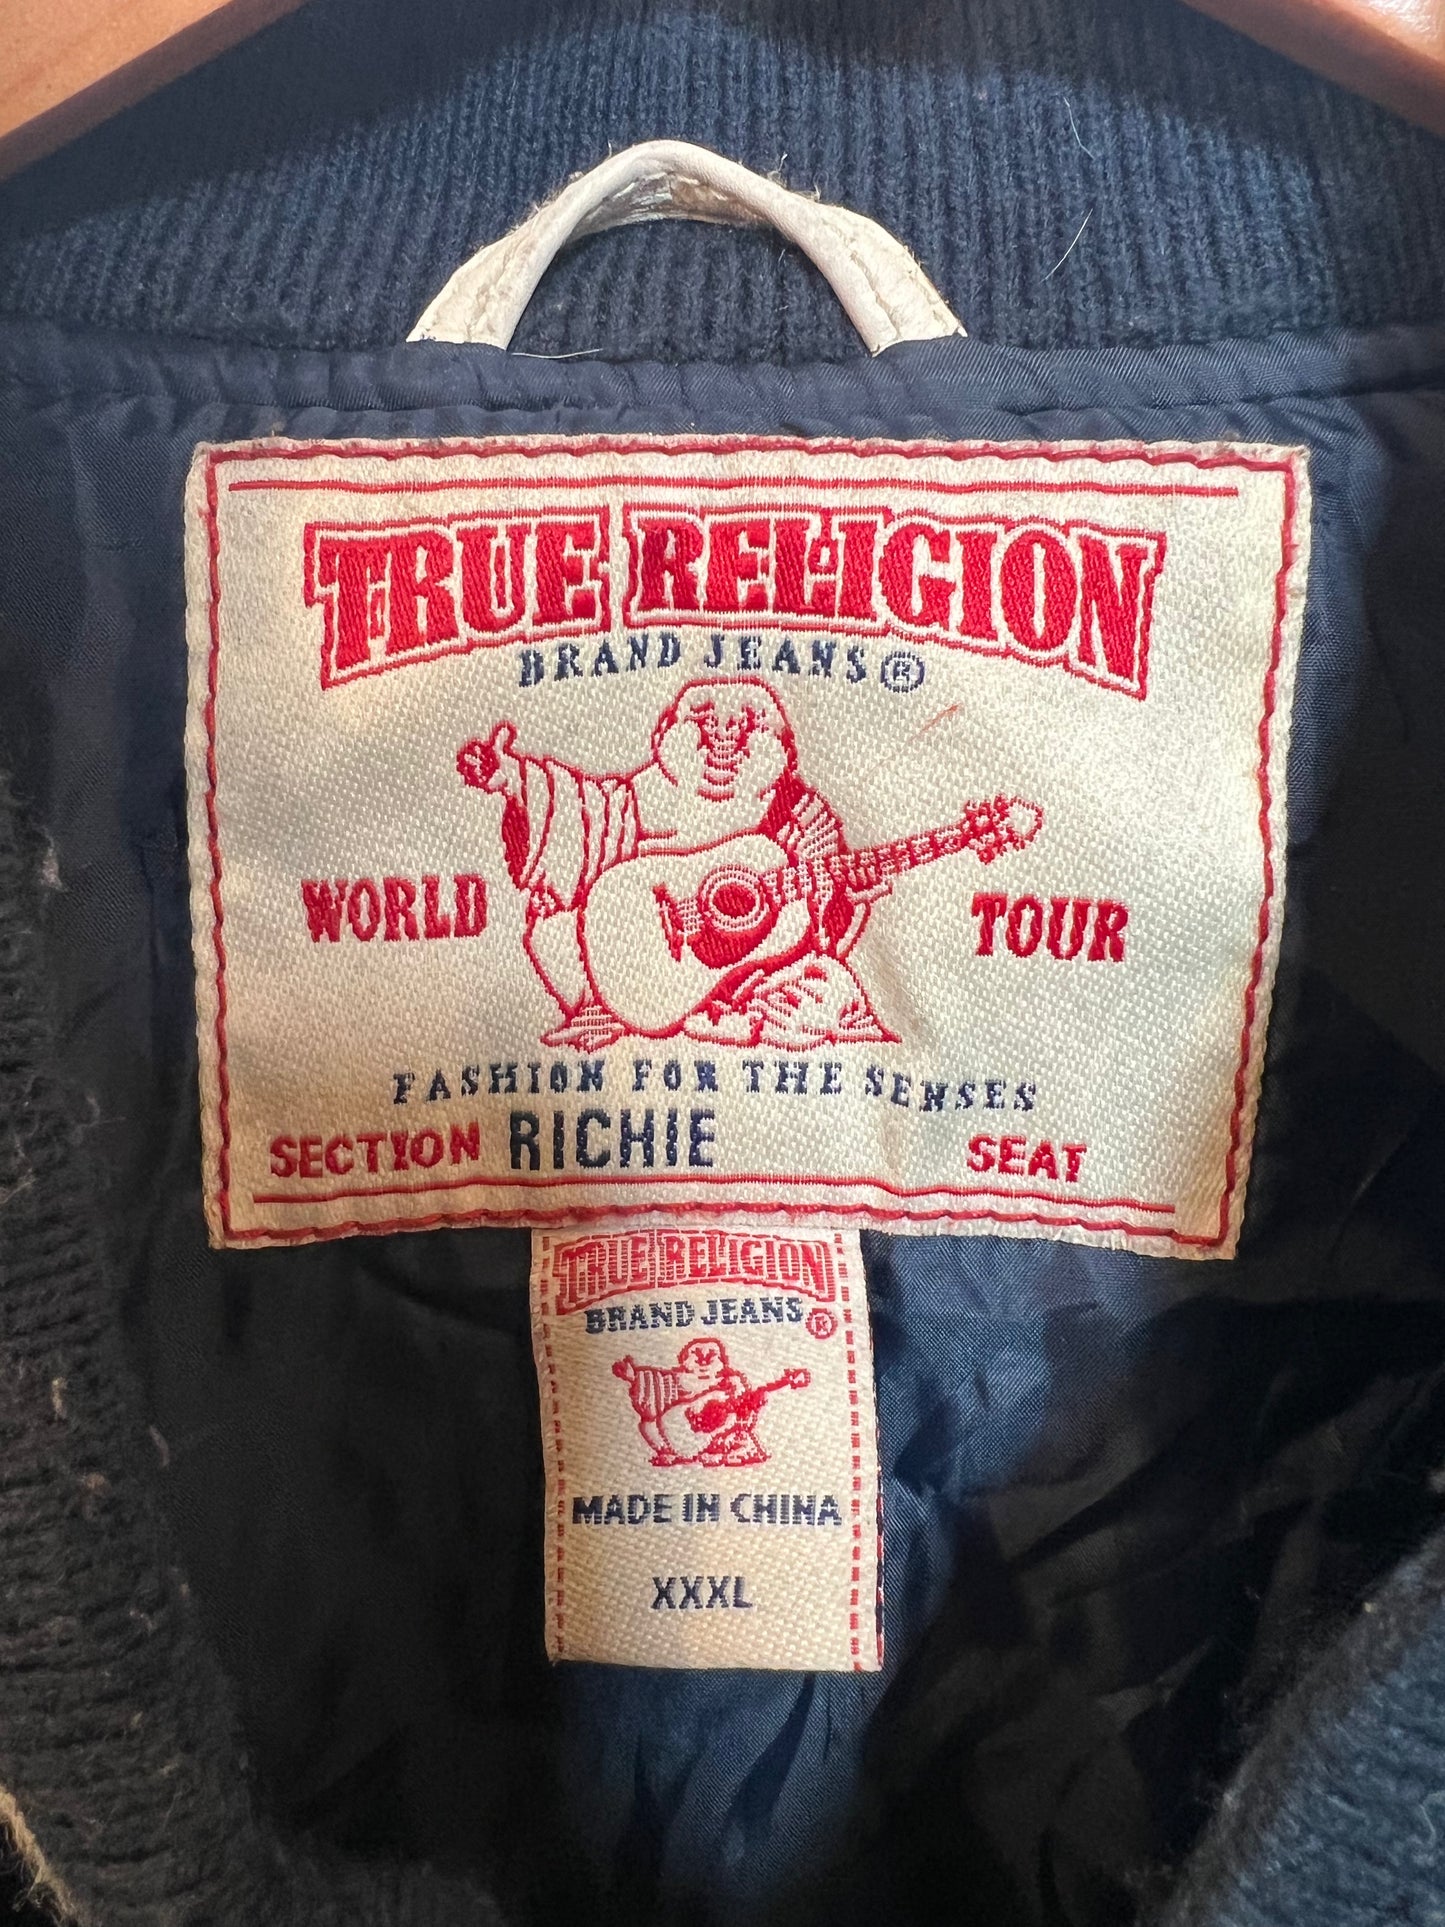 TRUE RELIGION
BRAND JEANS®
WORLD TOUR
FASHION FOR THE SENSES
SECTION RICHIE SEAT
TRUE RELIGION
BRAND JEANS®
MADE IN CHINA
XXXL